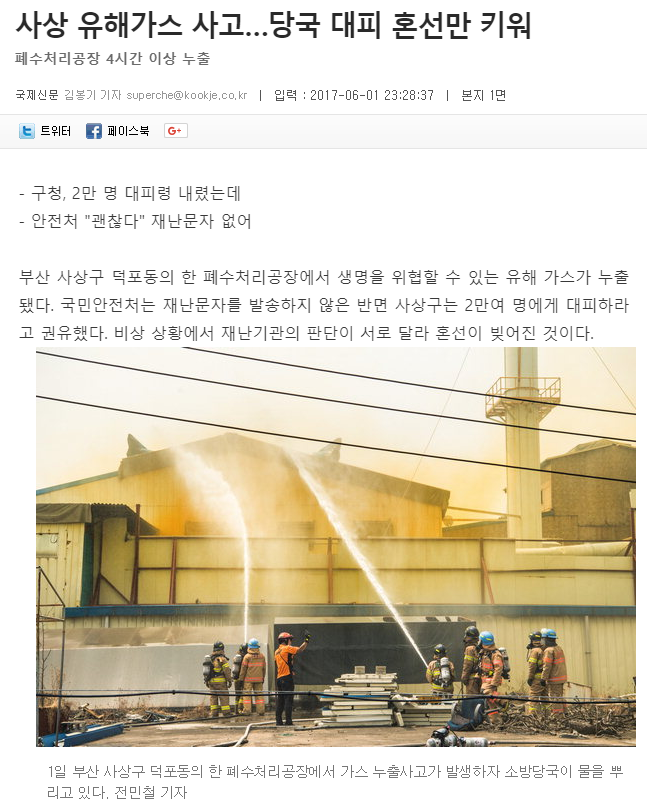 사상 유해가스 사고…당국 대피 혼선만 키워
폐수처리공장 4시간 이상 누출
국제신문 김봉기 기자 superche@kookje.co.kr | 입력 : 2017-06-01 23:28:37 | 본지 1면
트위터 페이스북 G+
- 구청, 2만 명 대피령 내렸는데
- 안전처 "괜찮다" 재난문자 없어
부산 사상구 덕포동의 한 폐수처리공장에서 생명을 위협할 수 있는 유해 가스가 누출
됐다. 국민안전처는 재난문자를 발송하지 않은 반면 사상구는 2만여 명에게 대피하라
고 권유했다. 비상 상황에서 재난기관의 판단이 서로 달라 혼선이 빚어진 것이다.
1일 부산 사상구 덕포동의 한 폐수처리공장에서 가스 누출사고가 발생하자 소방당국이 물을 뿌
리고 있다. 전민철 기자